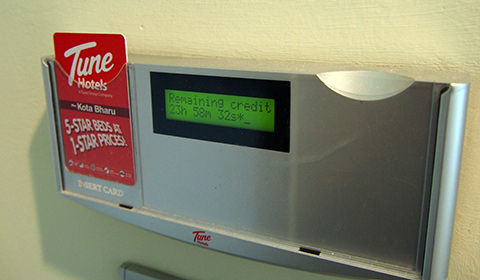 Tune
Hotels
Kota Bharu
5-STAR BEDS AT
1-STAR PRICES!
INSERT CARD
Remaining credit
23h 58m 32s*_
Tune
Hotels